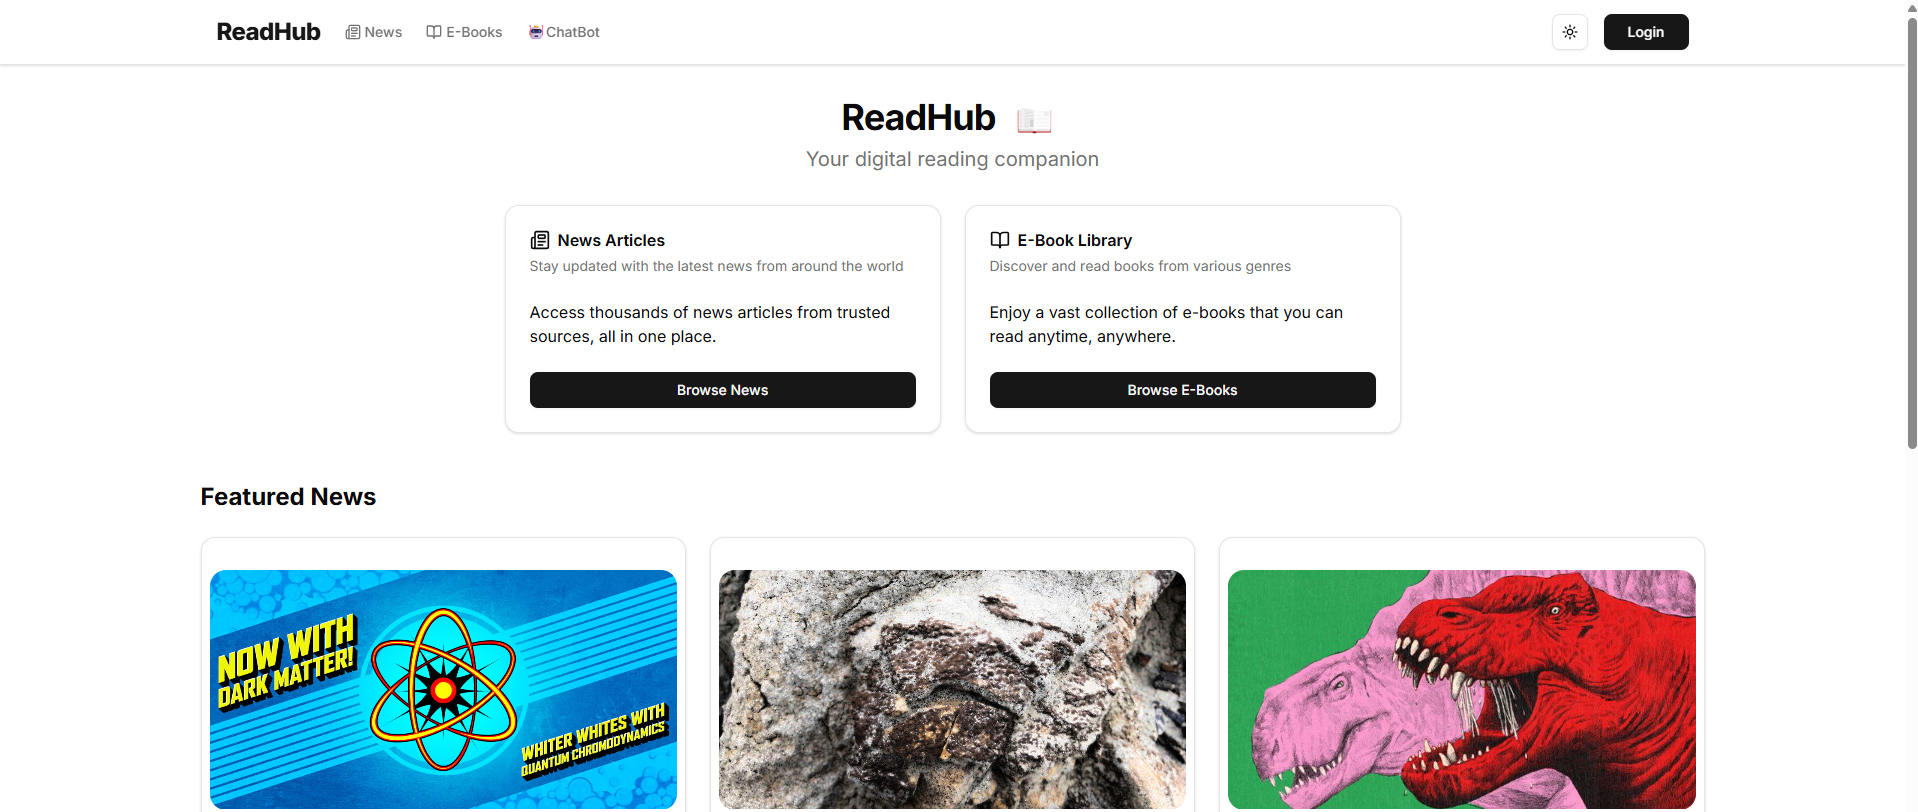 ReadHub
News
E-Books
ChatBot
Login
ReadHub
Your digital reading companion
News Articles
Stay updated with the latest news from around the world
Access thousands of news articles from trusted
sources, all in one place.
Browse News
E-Book Library
Discover and read books from various genres
Enjoy a vast collection of e-books that you can
read anytime, anywhere.
Browse E-Books
Featured News
NOW WITH
DARK MATTER!
WHITER WHITES WITH
QUANTUM CHROMODYNAMICS